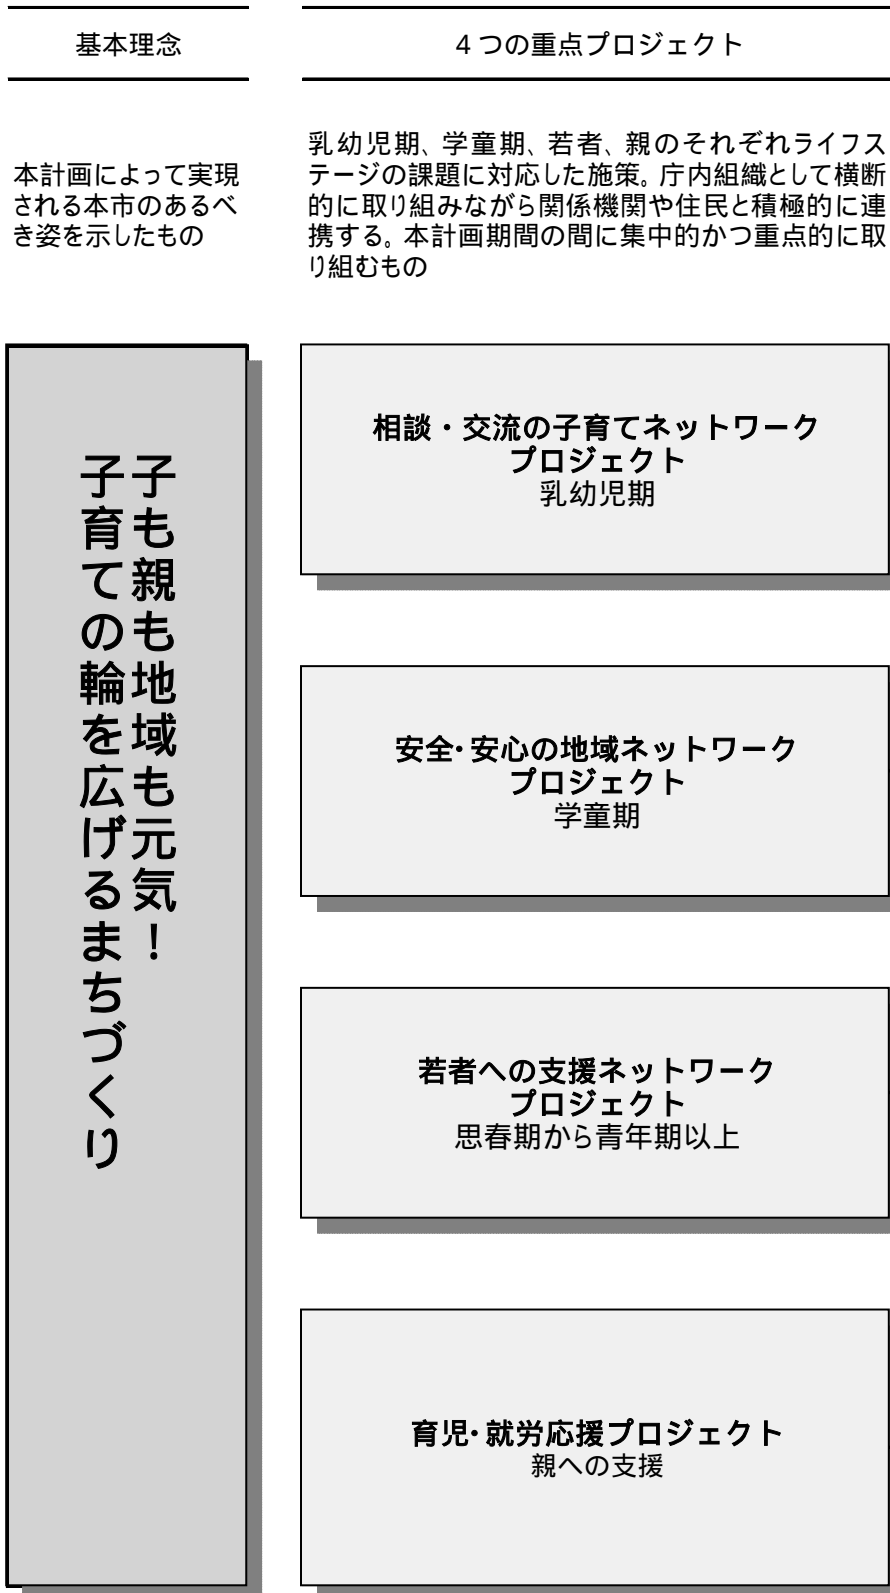 基本理念
4つの重点プロジェクト
本計画によって実現
される本市のあるべ
き姿を示したもの
乳幼児期、学童期、若者、親のそれぞれライフス
テージの課題に対応した施策。庁内組織として横断
的に取り組みながら関係機関や住民と積極的に連
携する。本計画期間の間に集中的かつ重点的に取
り組むもの
子も親も地域も元気！
子育ての輪を広げるまちづくり
相談・交流の子育てネットワーク
プロジェクト
乳幼児期
安全・安心の地域ネットワーク
プロジェクト
学童期
若者への支援ネットワーク
プロジェクト
思春期から青年期以上
育児・就労応援プロジェクト
親への支援